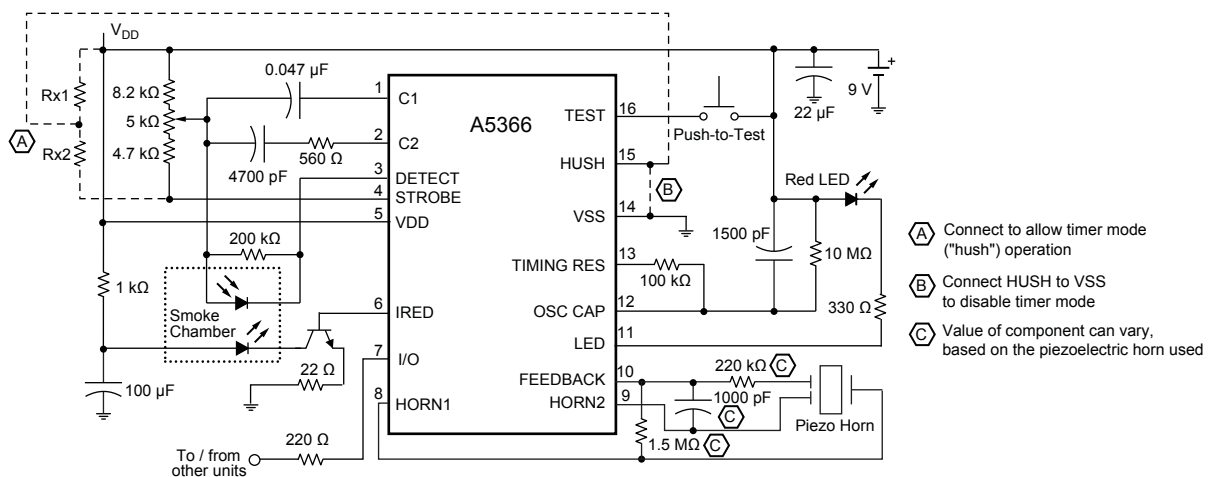 V_DD
Rx1
Rx2
A
8.2 kΩ
5 kΩ
4.7 kΩ
0.047 µF
4700 pF
560 Ω
200 kΩ
1 kΩ
Smoke
Chamber
100 µF
22 Ω
220 Ω
To / from
other units
A5366
1
C1
2
C2
3
DETECT
4
STROBE
5
VDD
6
IRED
7
I/O
8
HORN1
16
TEST
15
HUSH
14
VSS
13
TIMING RES
12
OSC CAP
11
LED
10
FEEDBACK
9
HORN2
Push-to-Test
B
22 µF
9 V
+
Red LED
1500 pF
10 MΩ
100 kΩ
330 Ω
220 kΩ C
1000 pF
C
1.5 MΩ C
Piezo Horn
A Connect to allow timer mode
("hush") operation
B Connect HUSH to VSS
to disable timer mode
C Value of component can vary,
based on the piezoelectric horn used